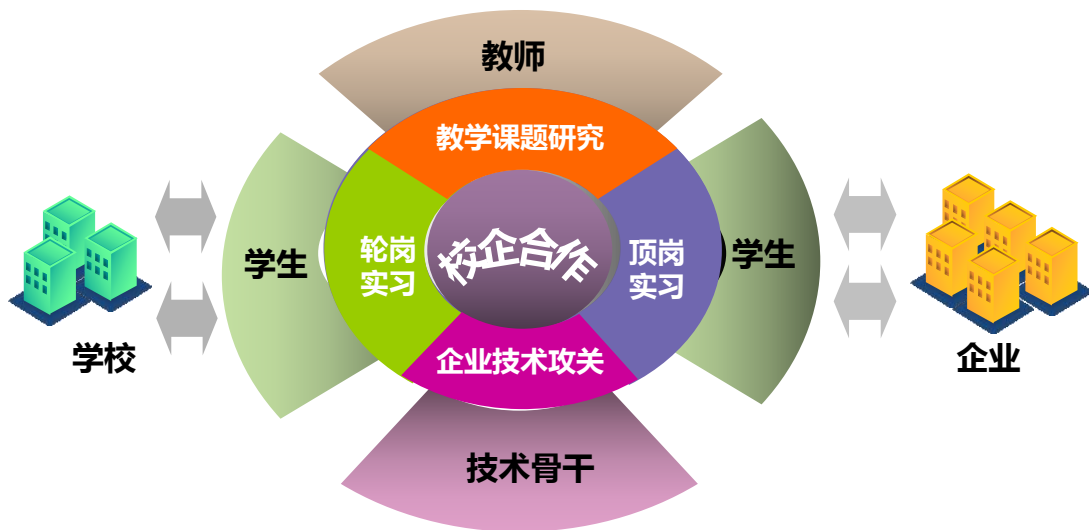 教师
教学课题研究
学生
轮岗
实习
校企合作
顶岗
实习
学生
学校
企业
企业技术攻关
技术骨干